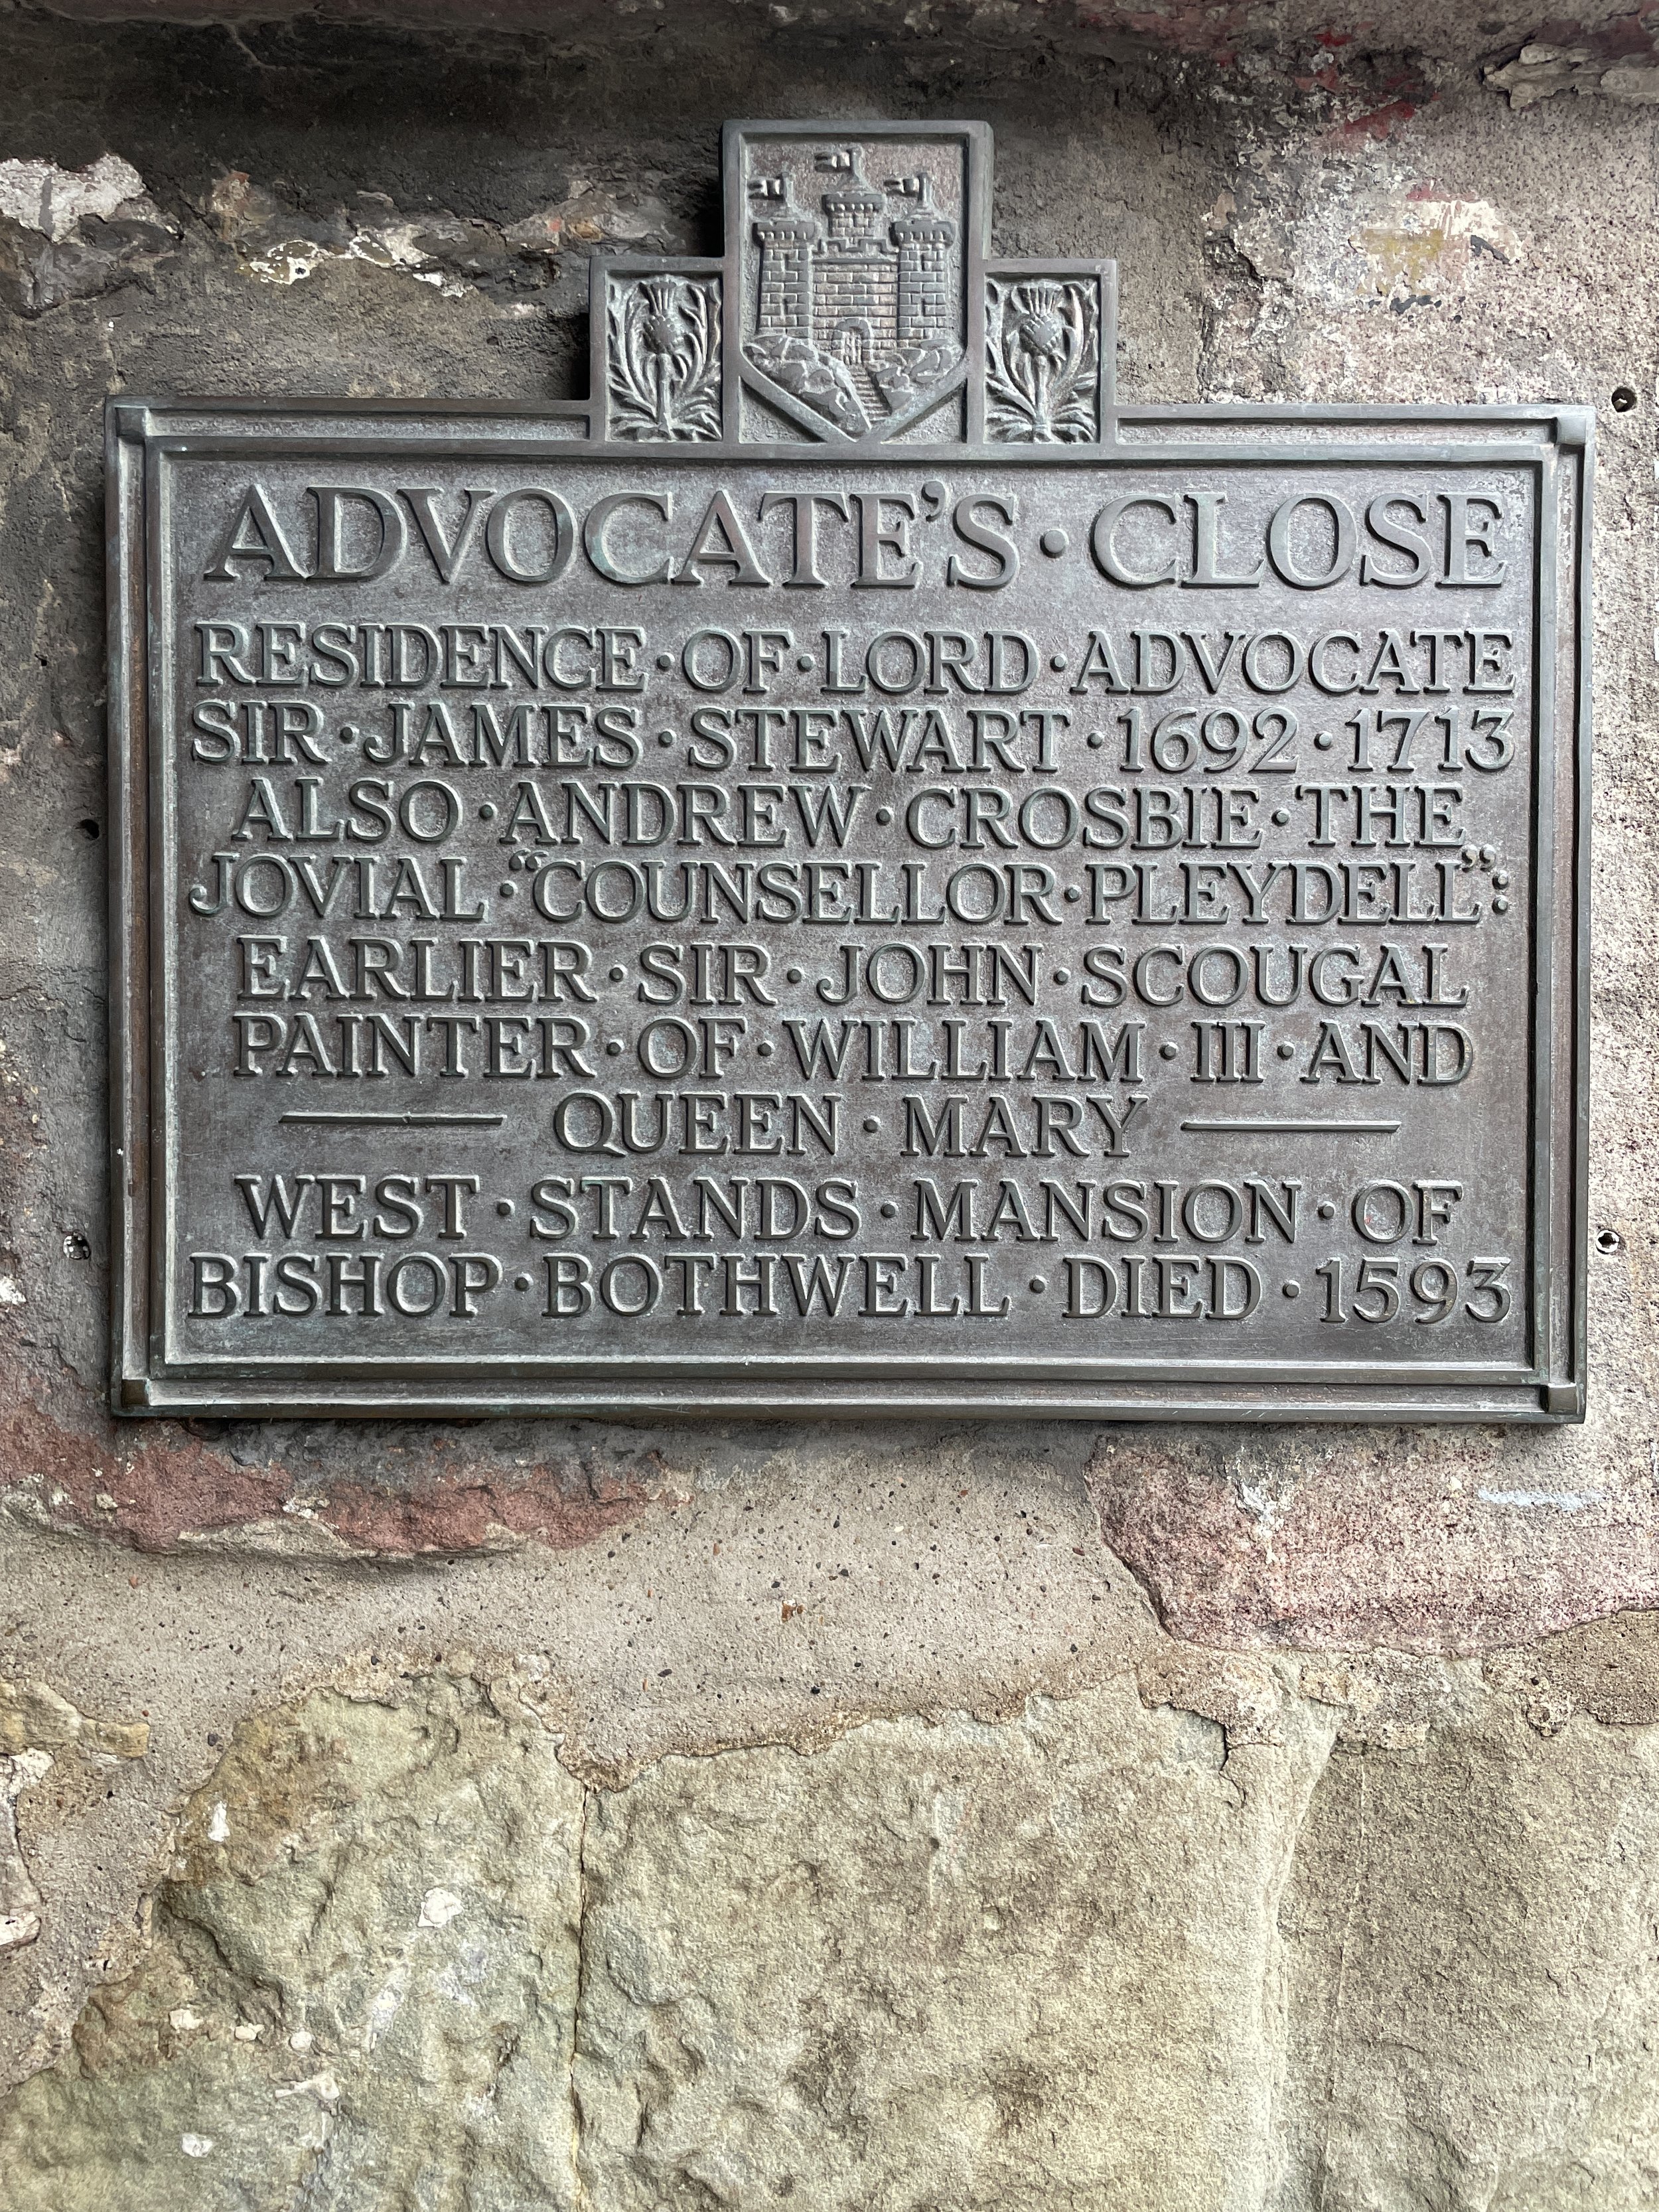 ADVOCATE'S · CLOSE
RESIDENCE · OF · LORD · ADVOCATE
SIR · JAMES · STEWART · 1692 · 1713
ALSO · ANDREW · CROSBIE · THE
JOVIAL · “COUNSELLOR · PLEYDELL”:
EARLIER · SIR · JOHN · SCOUGAL
PAINTER · OF · WILLIAM · III · AND
QUEEN · MARY
WEST · STANDS · MANSION · OF
BISHOP · BOTHWELL · DIED · 1593